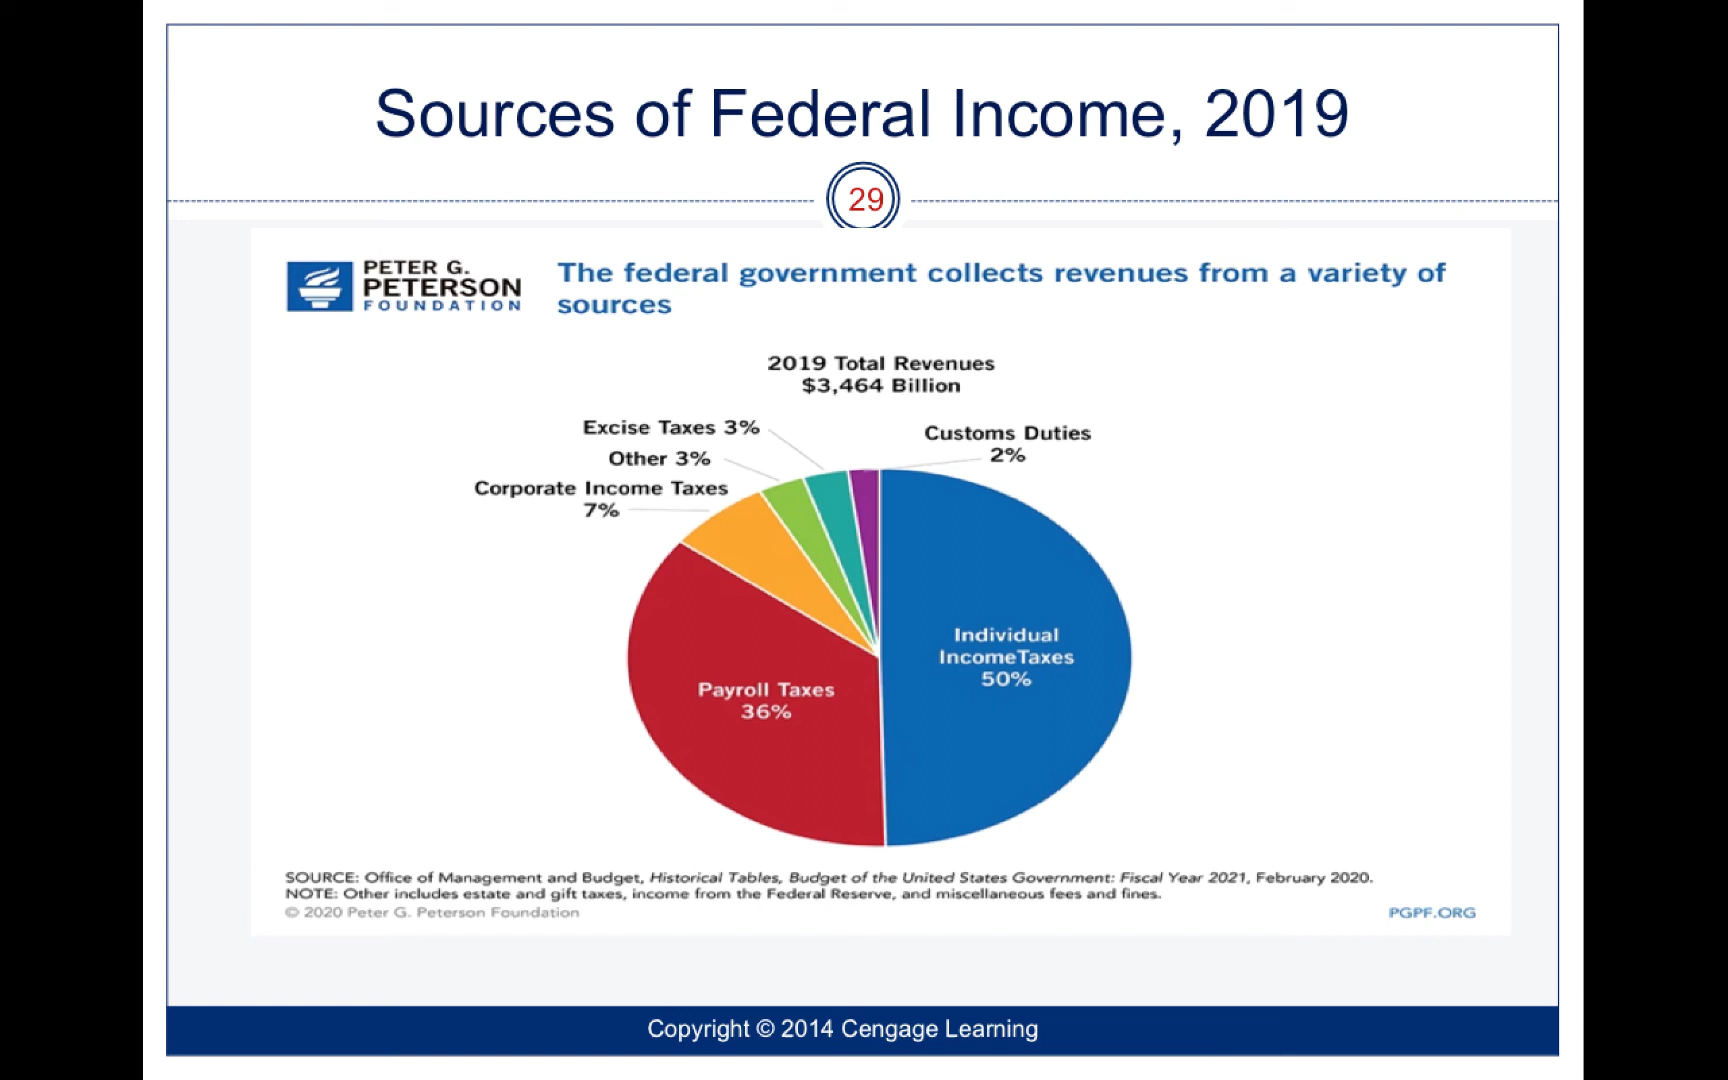 Sources of Federal Income, 2019
29
PETER G.
PETERSON
FOUNDATION
The federal government collects revenues from a variety of
sources
2019 Total Revenues
$3,464 Billion
Excise Taxes 3%
Customs Duties
2%
Other 3%
Corporate Income Taxes
7%
Individual
IncomeTaxes
50%
Payroll Taxes
36%
SOURCE: Office of Management and Budget, Historical Tables, Budget of the United States Government: Fiscal Year 2021, February 2020.
NOTE: Other includes estate and gift taxes, income from the Federal Reserve, and miscellaneous fees and fines.
© 2020 Peter G. Peterson Foundation
PGPF.ORG
Copyright © 2014 Cengage Learning